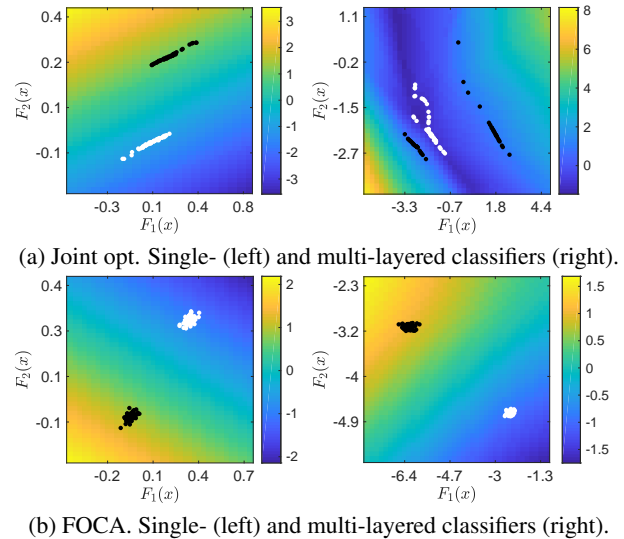 0.4
0.2
0.1
-0.1
F₂(x)
-0.3 0.1 0.4 0.8
F₁(x)
3
2
1
0
-1
-2
-3
1.1
-0.2
-1.5
-2.7
F₂(x)
-3.3 -0.7 1.8 4.4
F₁(x)
8
6
4
2
0
(a) Joint opt. Single- (left) and multi-layered classifiers (right).
0.4
0.3
0.1
-0.1
F₂(x)
-0.2 0.1 0.4 0.7
F₁(x)
2
1
0
-1
-2
-2.3
-3.2
-4
-4.9
F₂(x)
-6.4 -4.7 -3 -1.3
F₁(x)
1.5
1
0.5
0
-0.5
-1
-1.5
(b) FOCA. Single- (left) and multi-layered classifiers (right).